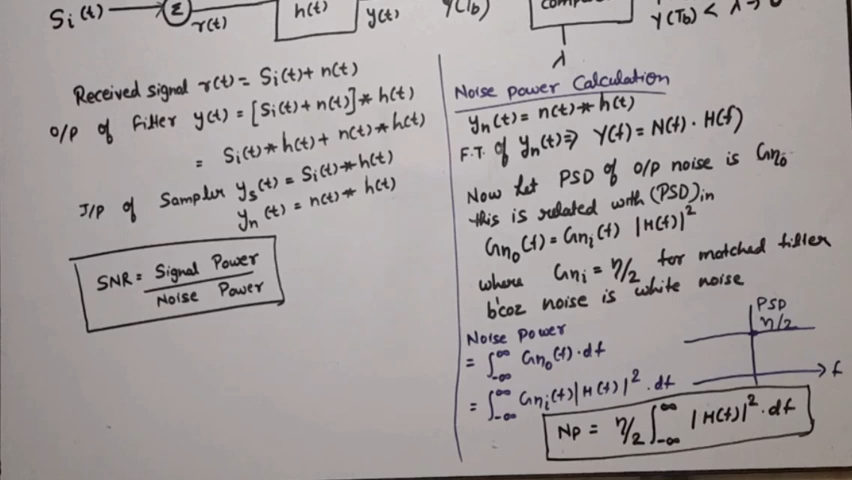 Si(t)
Σ
r(t)
h(t)
y(t)
Y(Tb)
λ
Y(Tb) < λ → 0
Received signal r(t) = Si(t) + n(t)
O/P of filter y(t) = [Si(t) + n(t)] * h(t)
= Si(t) * h(t) + n(t) * h(t)
I/P of Sampler ys(t) = Si(t) * h(t)
yn(t) = n(t) * h(t)
SNR = Signal Power / Noise Power
Noise power Calculation
yn(t) = n(t) * h(t)
F.T. of yn(t) ⇒ Y(f) = N(f) . H(f)
Now Let PSD of o/p noise is Gno
this is related with (PSD)in
Gno(f) = Gni(f) |H(f)|²
where Gni = η/2 for matched filter
b'coz noise is white noise
Noise Power
= ∫-∞^∞ Gno(f) . df
= ∫-∞^∞ Gni(f) |H(f)|² . df
PSD
η/2
f
Np = η/2 ∫-∞^∞ |H(f)|² . df